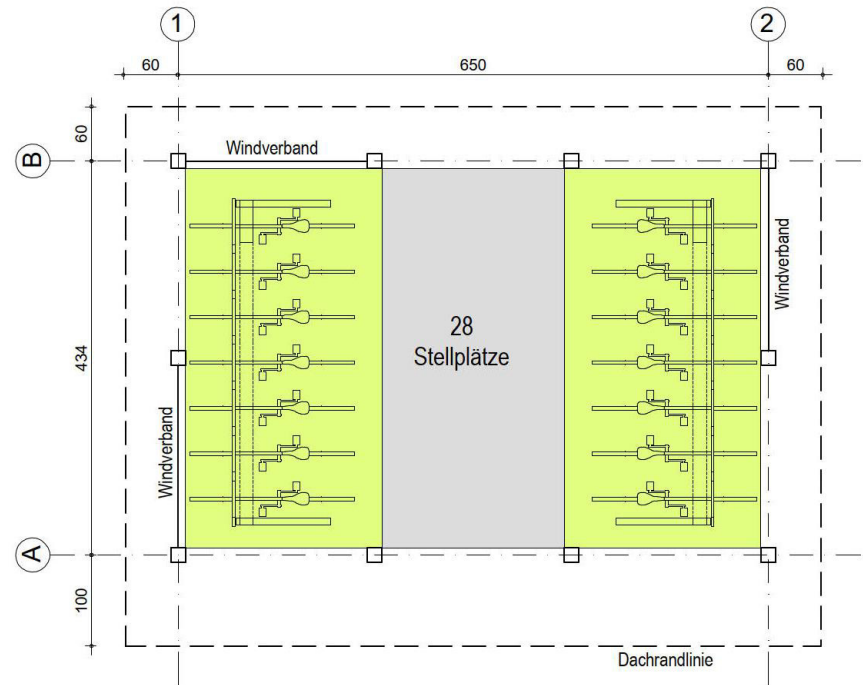 1
2
60
650
60
60
B
Windverband
Windverband
28
Stellplätze
434
Windverband
A
100
Dachrandlinie